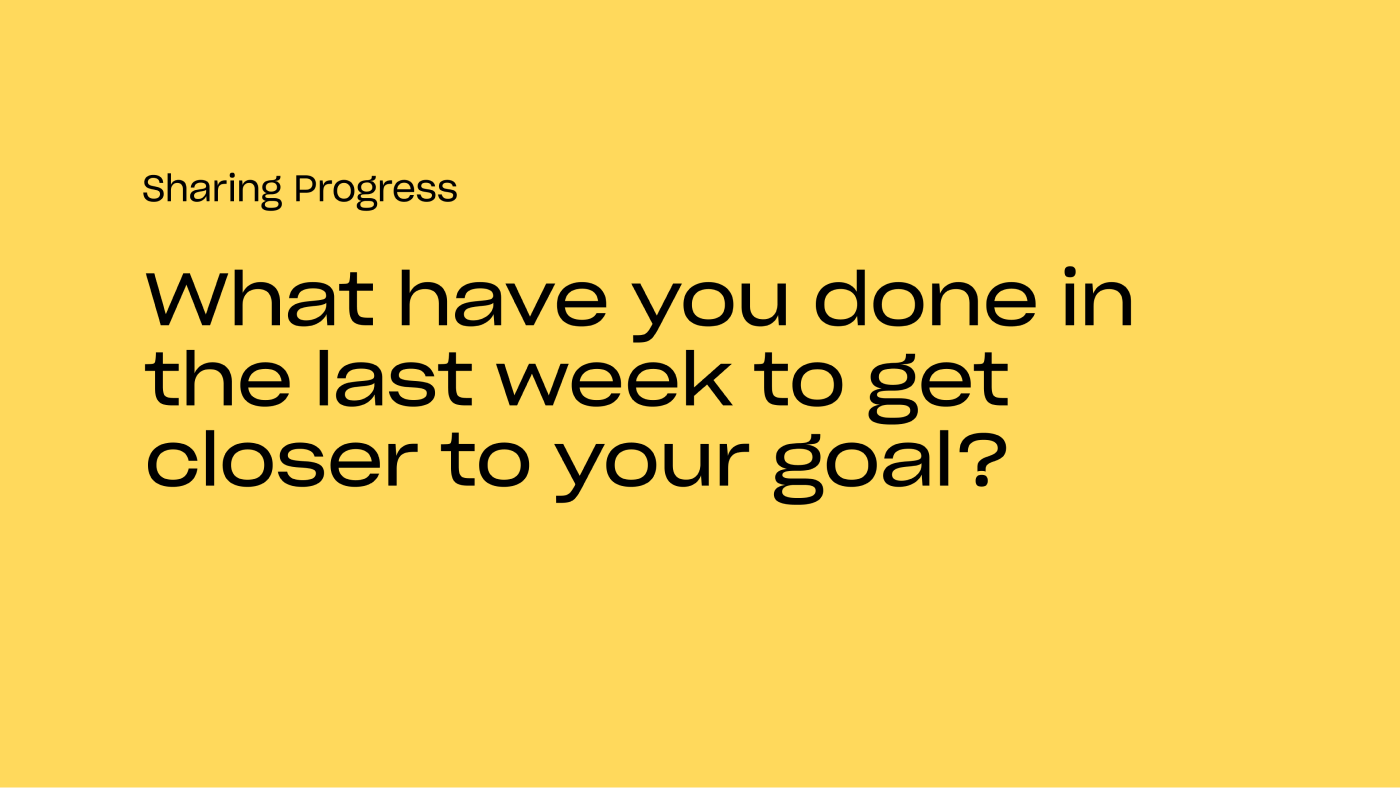 Sharing Progress
What have you done in
the last week to get
closer to your goal?